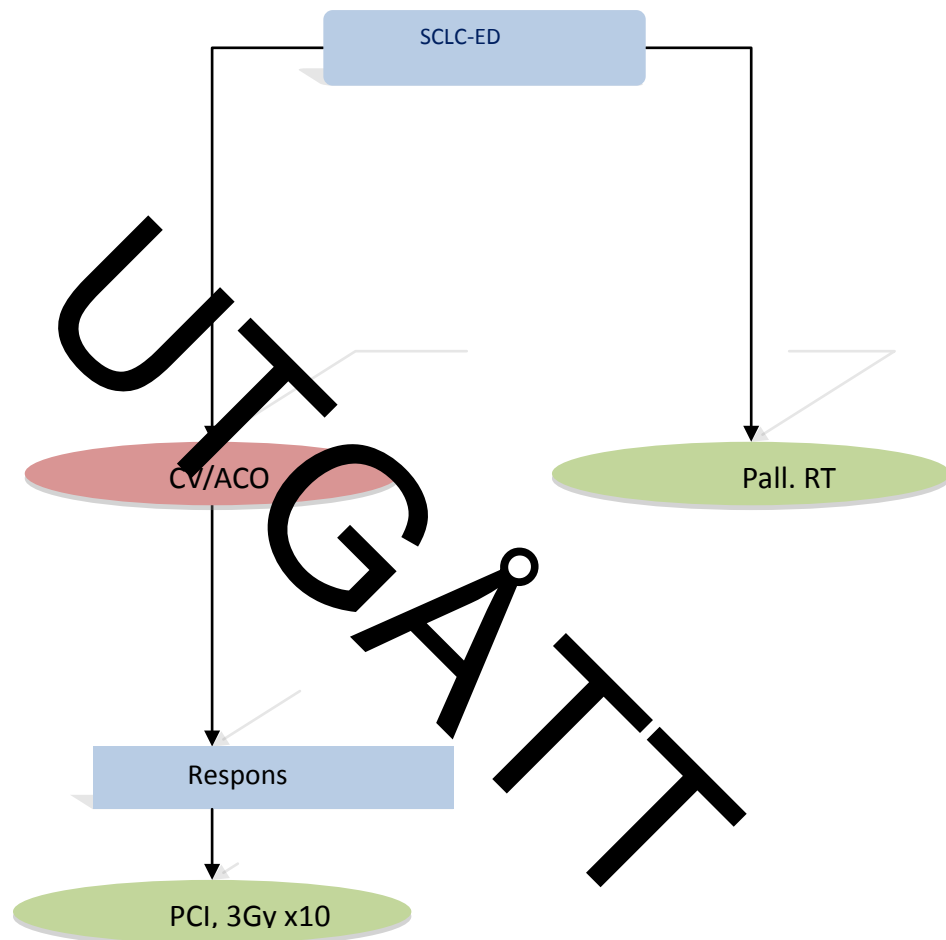 SCLC-ED
UTGÅTT
CV/ACO
Pall. RT
Respons
PCI, 3Gy x10